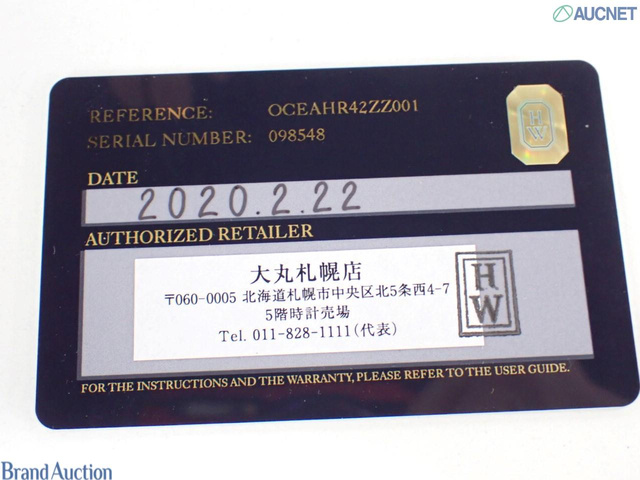 AUCNET
REFERENCE: OCEAHR42ZZ001
SERIAL NUMBER: 098548
HW
DATE
2020.2.22
AUTHORIZED RETAILER
大丸札幌店
〒060-0005 北海道札幌市中央区北5条西4-7
5階時計売場
Tel. 011-828-1111(代表)
HW
FOR THE INSTRUCTIONS AND THE WARRANTY, PLEASE REFER TO THE USER GUIDE.
Brand Auction